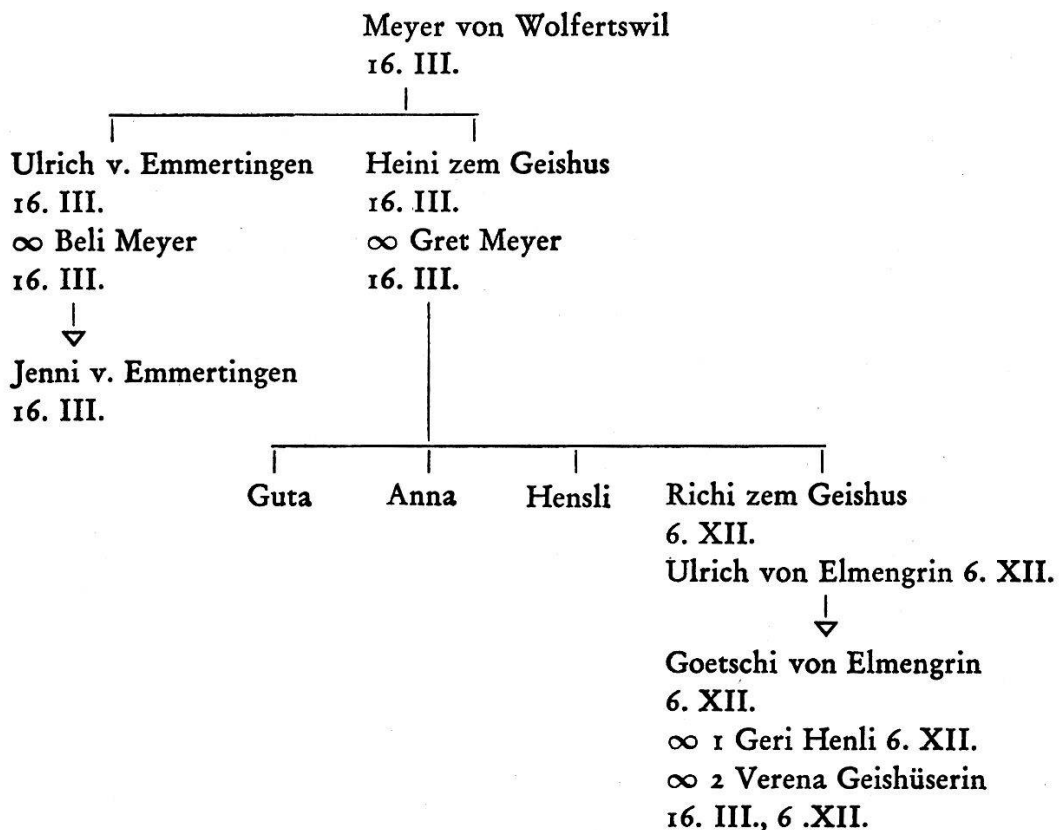 Meyer von Wolfertswil
16. III.
Ulrich v. Emmertingen
16. III.
∞ Beli Meyer
16. III.
Jenni v. Emmertingen
16. III.
Heini zem Geishus
16. III.
∞ Gret Meyer
16. III.
Guta
Anna
Hensli
Richi zem Geishus
6. XII.
Ulrich von Elmengrin 6. XII.
Goetschi von Elmengrin
6. XII.
∞ 1 Geri Henli 6. XII.
∞ 2 Verena Geishüserin
16. III., 6 .XII.